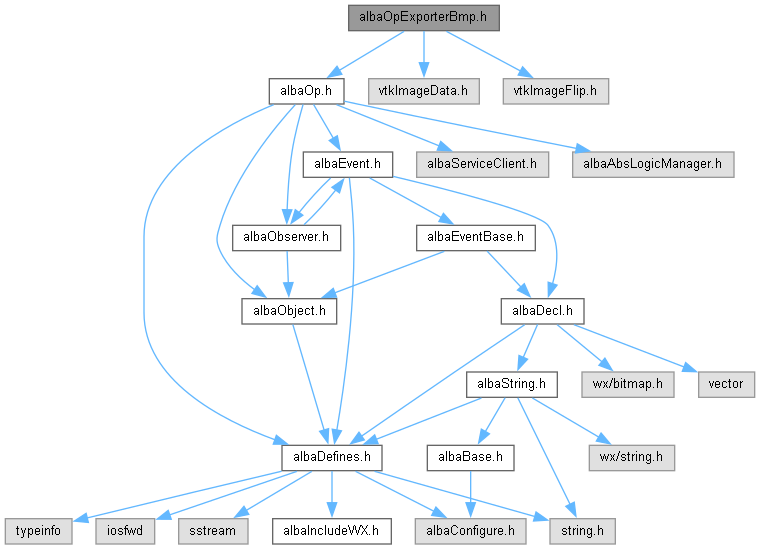 albaOpExporterBmp.h
albaOp.h
vtkImageData.h
vtkImageFlip.h
albaEvent.h
albaServiceClient.h
albaAbsLogicManager.h
albaObserver.h
albaEventBase.h
albaObject.h
albaDecl.h
albaString.h
wx/bitmap.h
vector
albaDefines.h
albaBase.h
wx/string.h
typeinfo
iosfwd
sstream
albaIncludeWX.h
albaConfigure.h
string.h